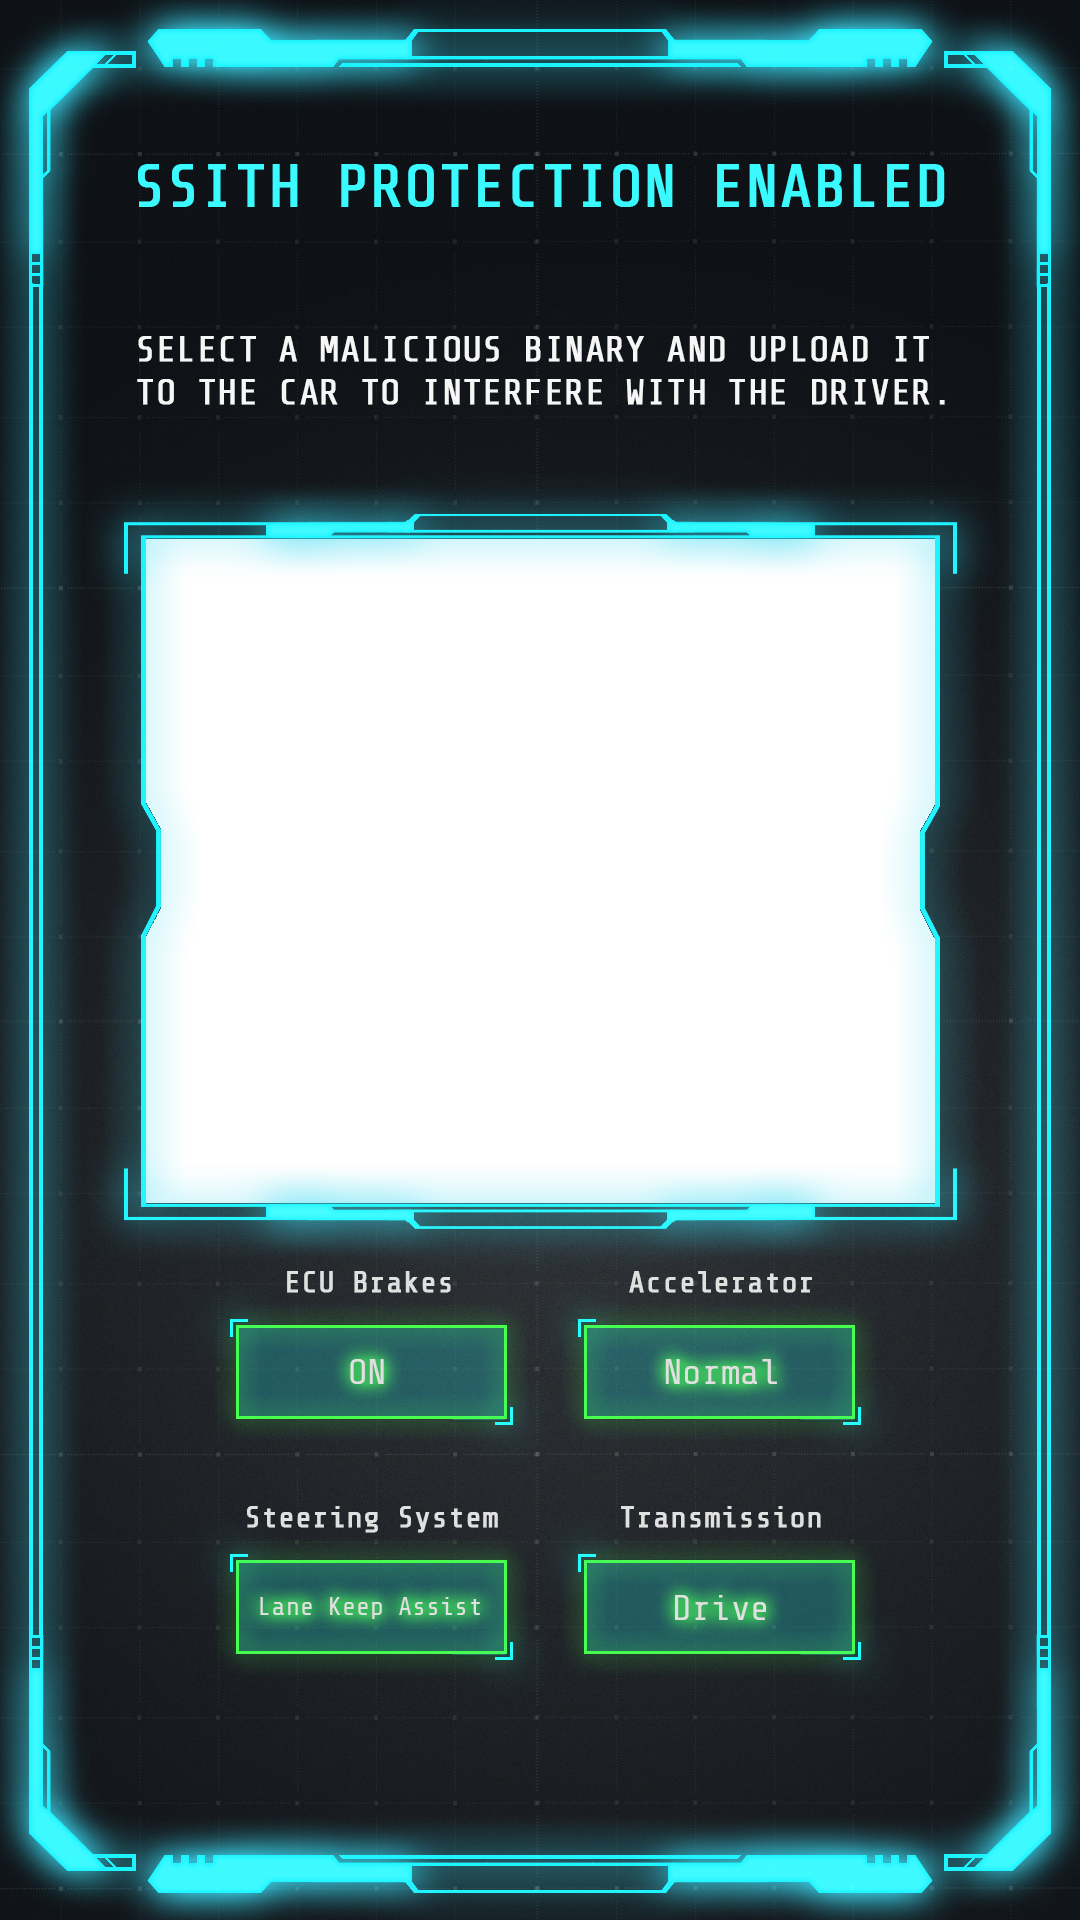 SSITH PROTECTION ENABLED
SELECT A MALICIOUS BINARY AND UPLOAD IT
TO THE CAR TO INTERFERE WITH THE DRIVER.
ECU Brakes
Accelerator
ON
Normal
Steering System
Transmission
Lane Keep Assist
Drive